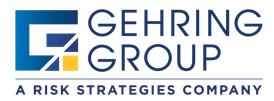 GEHRING
GROUP
A RISK STRATEGIES COMPANY